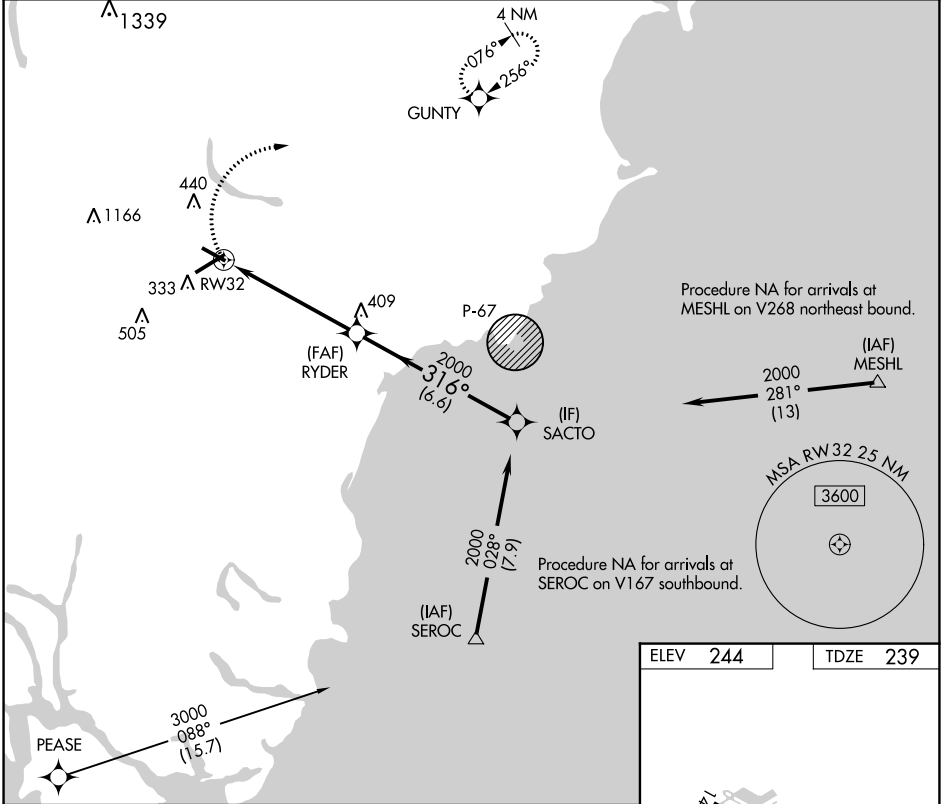 1339
4 NM
076°
256°
GUNTY
440
1166
333
RW32
505
409
(FAF)
RYDER
P-67
2000
316°
(6.6)
(IF)
SACTO
Procedure NA for arrivals at
MESHL on V268 northeast bound.
(IAF)
MESHL
2000
281°
(13)
MSA RW32 25 NM
3600
2000
028°
(7.9)
Procedure NA for arrivals at
SEROC on V167 southbound.
(IAF)
SEROC
ELEV 244
TDZE 239
3000
088°
(15.7)
PEASE